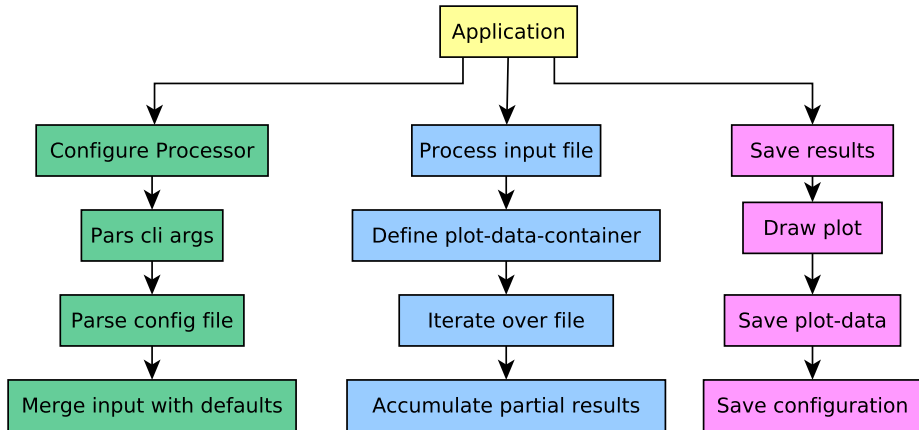 Application
Configure Processor
Process input file
Save results
Pars cli args
Define plot-data-container
Draw plot
Parse config file
Iterate over file
Save plot-data
Merge input with defaults
Accumulate partial results
Save configuration